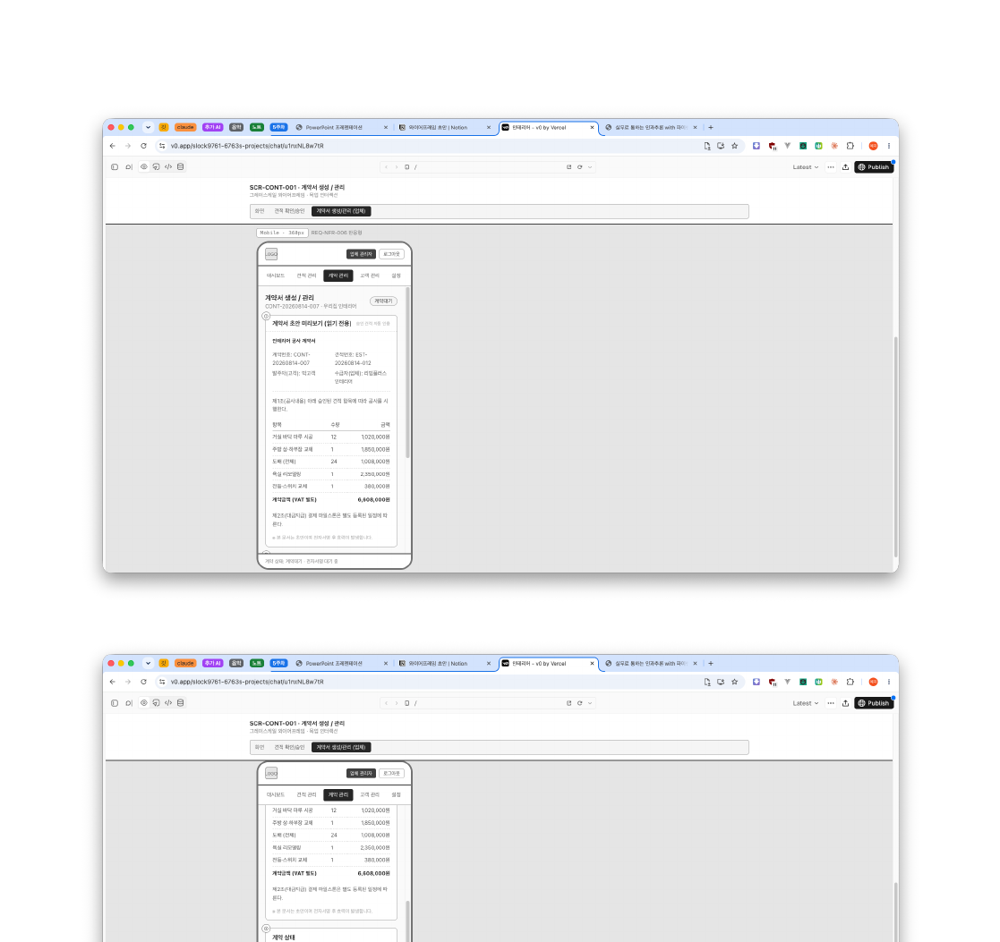 깃 claude 추가 AI 음악 노트 5주차 PowerPoint 프레젠테이션 와이어프레임 초안 | Notion 인테리어 - v0 by Vercel 실무로 통하는 인과추론 with 파이
v0.app/slock9761-6763s-projects/chat/u1nxNL8w7tR
/ Latest Publish
SCR-CONT-001 · 계약서 생성 / 관리
그레이스케일 와이어프레임 · 목업 인터랙션
화면 견적 확인/승인 계약서 생성/관리 (업체)
Mobile · 360px REQ-NFR-006 반응형
LOGO 업체 관리자 로그아웃
대시보드 견적 관리 계약 관리 고객 관리 설정
계약서 생성 / 관리
CONT-20260814-007 · 우리집 인테리어
계약대기
계약서 초안 미리보기 (읽기 전용) 승인 견적 자동 인용
인테리어 공사 계약서
계약번호: CONT-20260814-007
견적번호: EST-20260814-012
발주자(고객): 박고객
수급자(업체): 리빙플러스 인테리어
제1조(공사내용) 아래 승인된 견적 항목에 따라 공사를 시
행한다.
항목 수량 금액
거실 바닥 마루 시공 12 1,020,000원
주방 상·하부장 교체 1 1,850,000원
도배 (전체) 24 1,008,000원
욕실 리모델링 1 2,350,000원
전등·스위치 교체 1 380,000원
계약금액 (VAT 별도) 6,608,000원
제2조(대금지급) 결제 마일스톤은 별도 등록된 일정에 따
른다.
※ 본 문서는 초안이며 전자서명 후 효력이 발생합니다.
계약 상태: 계약대기 · 전자서명 대기 중
깃 claude 추가 AI 음악 노트 5주차 PowerPoint 프레젠테이션 와이어프레임 초안 | Notion 인테리어 - v0 by Vercel 실무로 통하는 인과추론 with 파이
v0.app/slock9761-6763s-projects/chat/u1nxNL8w7tR
/ Latest Publish
SCR-CONT-001 · 계약서 생성 / 관리
그레이스케일 와이어프레임 · 목업 인터랙션
화면 견적 확인/승인 계약서 생성/관리 (업체)
LOGO 업체 관리자 로그아웃
대시보드 견적 관리 계약 관리 고객 관리 설정
거실 바닥 마루 시공 12 1,020,000원
주방 상·하부장 교체 1 1,850,000원
도배 (전체) 24 1,008,000원
욕실 리모델링 1 2,350,000원
전등·스위치 교체 1 380,000원
계약금액 (VAT 별도) 6,608,000원
제2조(대금지급) 결제 마일스톤은 별도 등록된 일정에 따
른다.
※ 본 문서는 초안이며 전자서명 후 효력이 발생합니다.
계약 상태